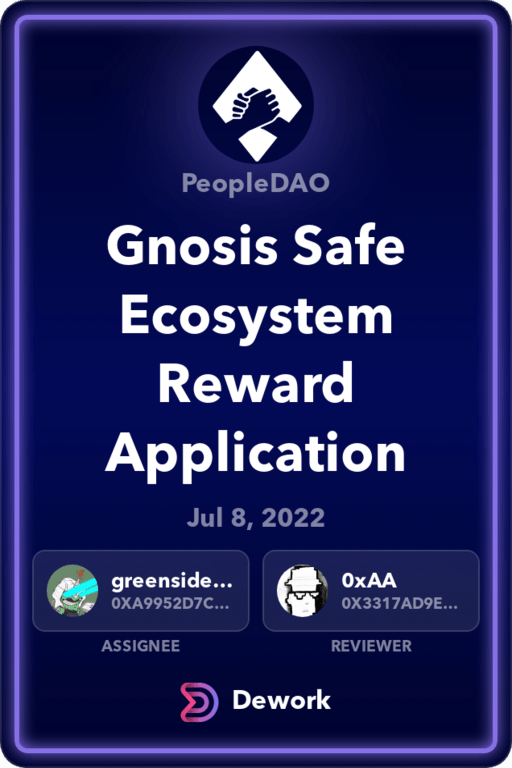 PeopleDAO
Gnosis Safe
Ecosystem
Reward
Application
Jul 8, 2022
greenside...
0XA9952D7C...
ASSIGNEE
0xAA
0X3317AD9E...
REVIEWER
Dework